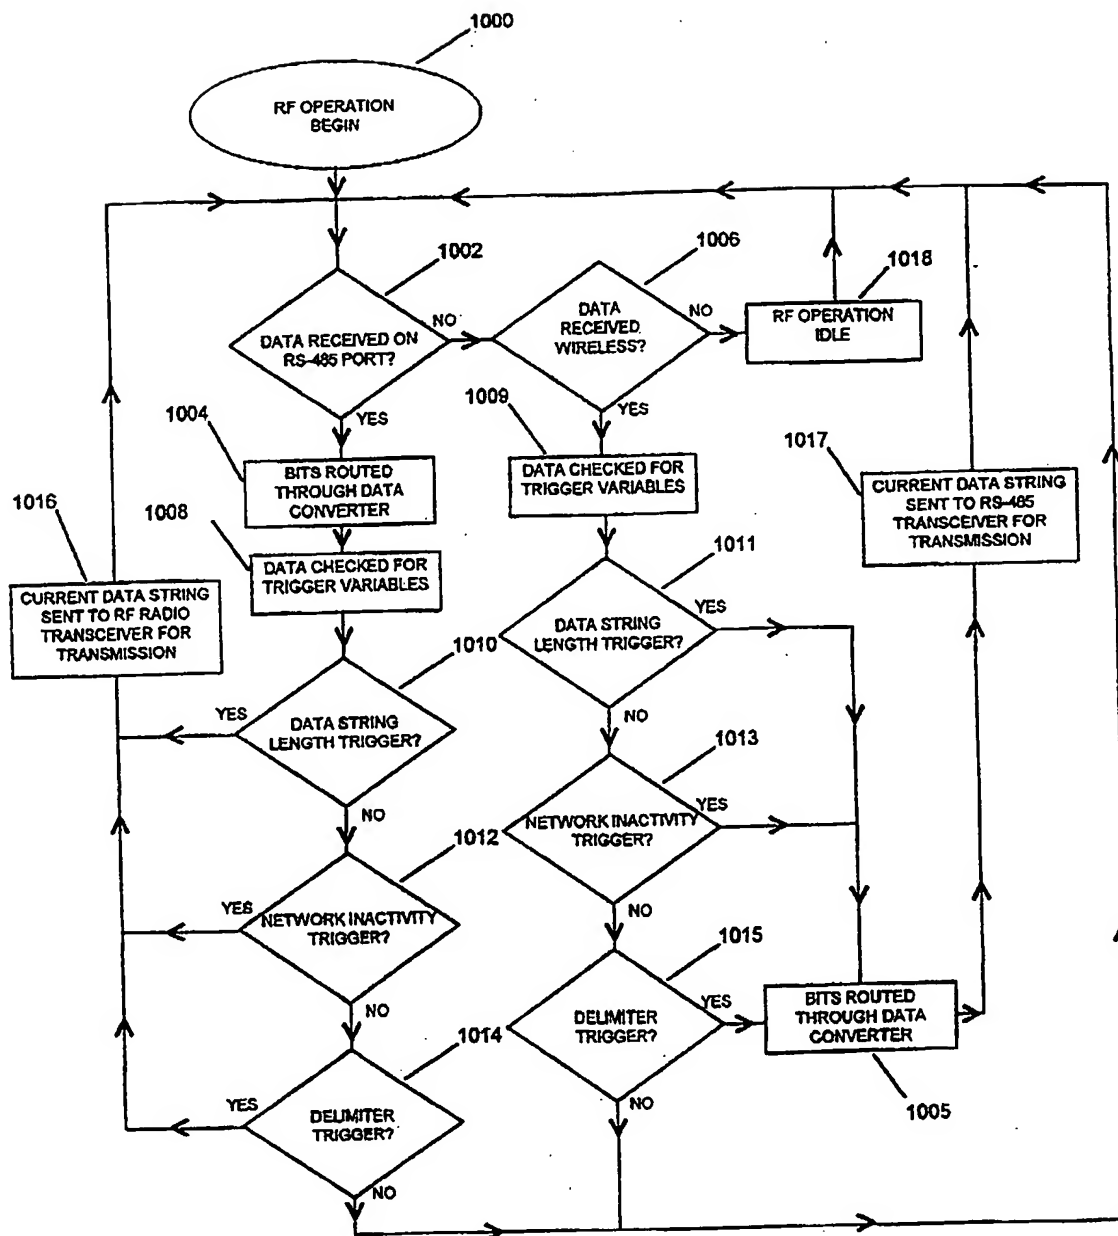 1000
RF OPERATION
BEGIN
1002
DATA RECEIVED ON
RS-485 PORT?
NO
YES
1006
DATA
RECEIVED
WIRELESS?
NO
YES
1018
RF OPERATION
IDLE
1004
BITS ROUTED
THROUGH DATA
CONVERTER
1009
DATA CHECKED FOR
TRIGGER VARIABLES
1017
CURRENT DATA STRING
SENT TO RS-485
TRANSCEIVER FOR
TRANSMISSION
1008
DATA CHECKED FOR
TRIGGER VARIABLES
1016
CURRENT DATA STRING
SENT TO RF RADIO
TRANSCEIVER FOR
TRANSMISSION
1011
DATA STRING
LENGTH TRIGGER?
YES
NO
1010
DATA STRING
LENGTH TRIGGER?
YES
NO
1013
NETWORK INACTIVITY
TRIGGER?
YES
NO
1012
NETWORK INACTIVITY
TRIGGER?
YES
NO
1015
DELIMITER
TRIGGER?
YES
NO
BITS ROUTED
THROUGH DATA
CONVERTER
1005
1014
DELIMITER
TRIGGER?
YES
NO